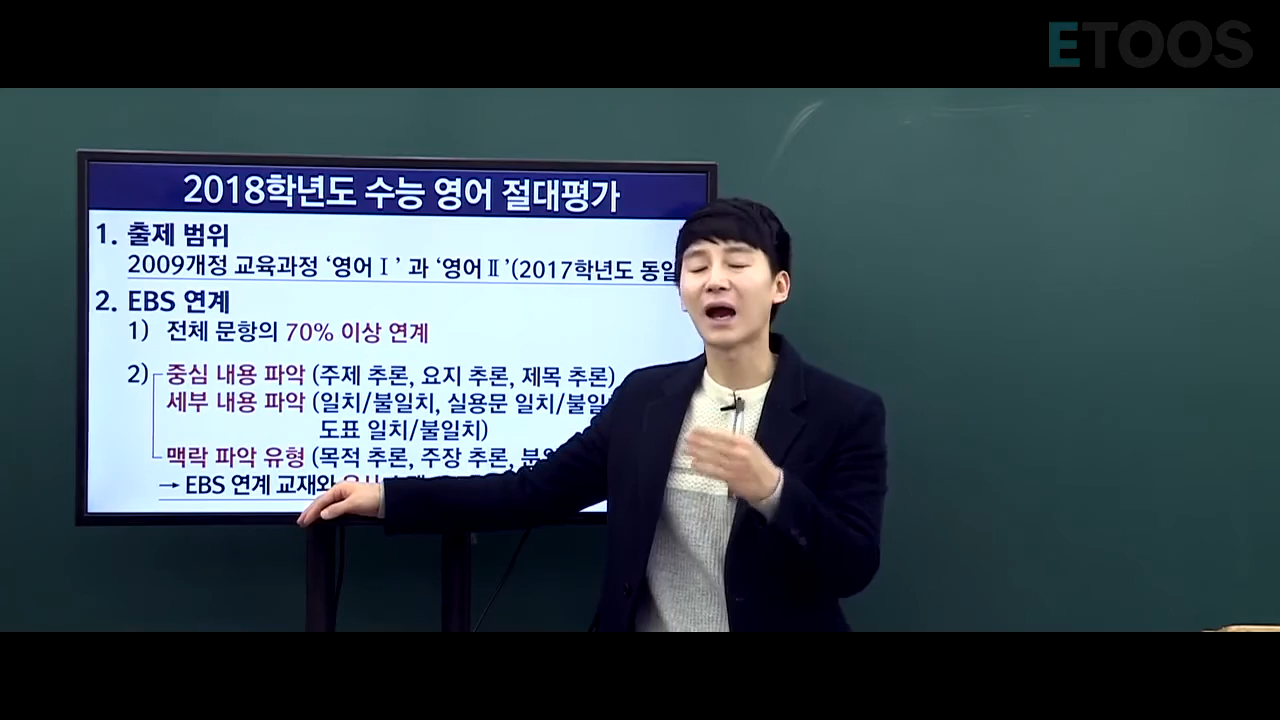 ETOOS
2018학년도 수능 영어 절대평가
1. 출제 범위
2009개정 교육과정 ‘영어Ⅰ’ 과 ‘영어Ⅱ’(2017학년도 동일
2. EBS 연계
1) 전체 문항의 70% 이상 연계
2) 중심 내용 파악 (주제 추론, 요지 추론, 제목 추론)
세부 내용 파악 (일치/불일치, 실용문 일치/불일치
도표 일치/불일치)
맥락 파악 유형 (목적 추론, 주장 추론,
→ EBS 연계 교재와